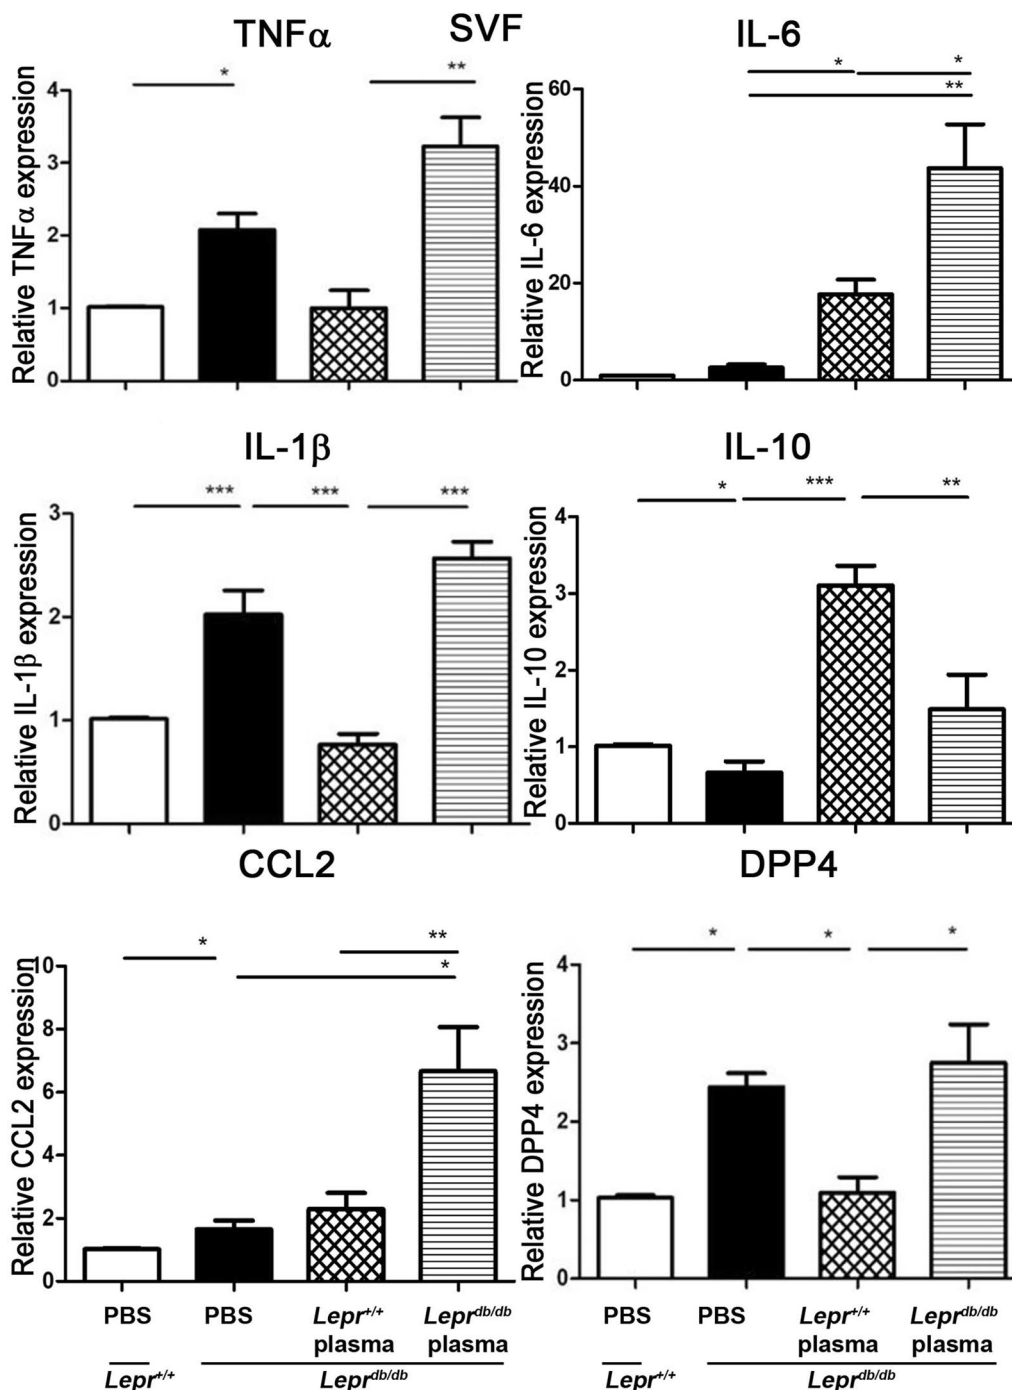 TNFα SVF IL-6
* ** * *
**
Relative TNFα expression
4
3
2
1
0
Relative IL-6 expression
60
40
20
0
IL-1β IL-10
*** *** *** * *** **
Relative IL-1β expression
3
2
1
0
Relative IL-10 expression
4
3
2
1
0
CCL2 DPP4
* ** * * *
*
Relative CCL2 expression
10
8
6
4
2
0
Relative DPP4 expression
4
3
2
1
0
PBS PBS Lepr+/+ Leprdb/db PBS PBS Lepr+/+ Leprdb/db
plasma plasma plasma plasma
Lepr+/+ Leprdb/db Lepr+/+ Leprdb/db